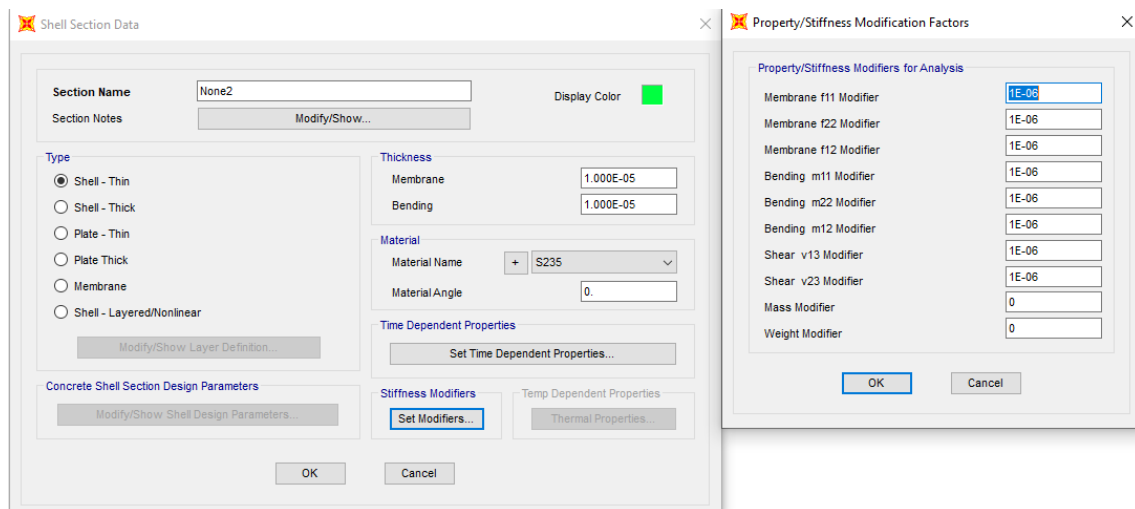 Shell Section Data
Section Name None2 Display Color
Section Notes Modify/Show...
Type
Shell - Thin
Shell - Thick
Plate - Thin
Plate Thick
Membrane
Shell - Layered/Nonlinear
Modify/Show Layer Definition...
Concrete Shell Section Design Parameters
Modify/Show Shell Design Parameters...
Thickness
Membrane 1.000E-05
Bending 1.000E-05
Material
Material Name + S235
Material Angle 0.
Time Dependent Properties
Set Time Dependent Properties...
Stiffness Modifiers
Set Modifiers...
Temp Dependent Properties
Thermal Properties...
OK Cancel
Property/Stiffness Modification Factors
Property/Stiffness Modifiers for Analysis
Membrane f11 Modifier 1E-06
Membrane f22 Modifier 1E-06
Membrane f12 Modifier 1E-06
Bending m11 Modifier 1E-06
Bending m22 Modifier 1E-06
Bending m12 Modifier 1E-06
Shear v13 Modifier 1E-06
Shear v23 Modifier 1E-06
Mass Modifier 0
Weight Modifier 0
OK Cancel